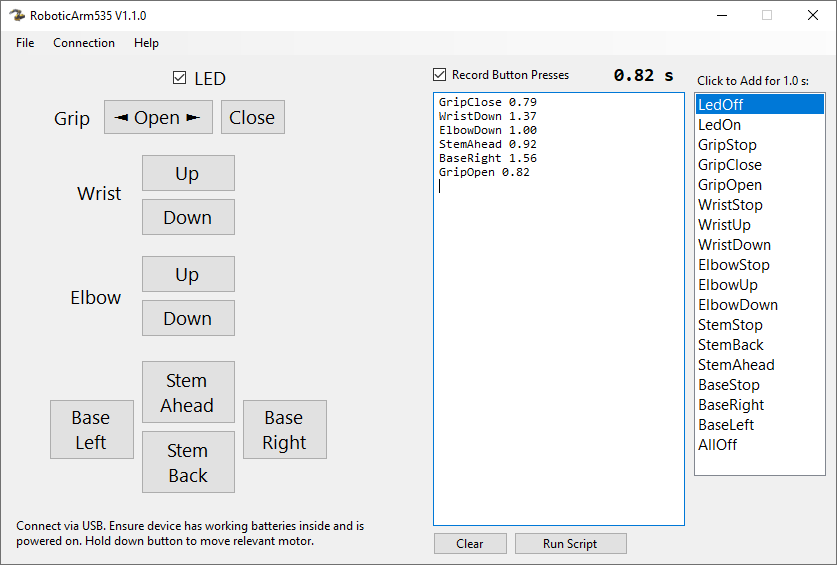 RoboticArm535 V1.1.0
File Connection Help
LED
Grip ◄ Open ► Close
Wrist
Up
Down
Elbow
Up
Down
Stem
Ahead
Base
Left
Stem
Back
Base
Right
Connect via USB. Ensure device has working batteries inside and is
powered on. Hold down button to move relevant motor.
Record Button Presses 0.82 s
GripClose 0.79
WristDown 1.37
ElbowDown 1.00
StemAhead 0.92
BaseRight 1.56
GripOpen 0.82
Clear Run Script
Click to Add for 1.0 s:
LedOff
LedOn
GripStop
GripClose
GripOpen
WristStop
WristUp
WristDown
ElbowStop
ElbowUp
ElbowDown
StemStop
StemBack
StemAhead
BaseStop
BaseRight
BaseLeft
AllOff